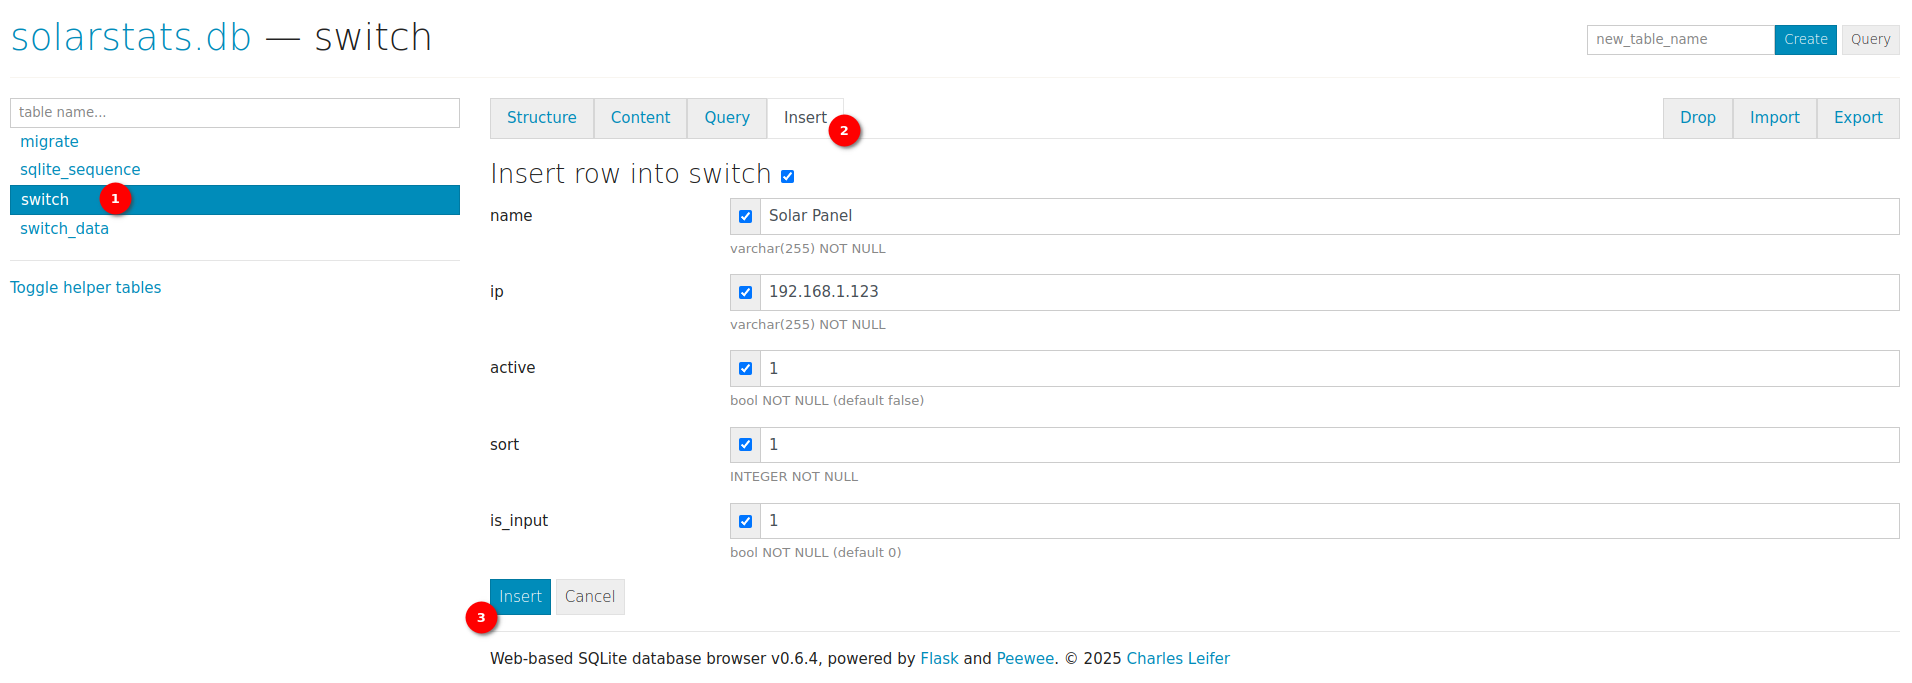 solarstats.db — switch
new_table_name Create Query
table name...
migrate
sqlite_sequence
switch 1
switch_data
Toggle helper tables
Structure Content Query Insert 2 Drop Import Export
Insert row into switch
name Solar Panel
varchar(255) NOT NULL
ip 192.168.1.123
varchar(255) NOT NULL
active 1
bool NOT NULL (default false)
sort 1
INTEGER NOT NULL
is_input 1
bool NOT NULL (default 0)
Insert Cancel
3
Web-based SQLite database browser v0.6.4, powered by Flask and Peewee. © 2025 Charles Leifer